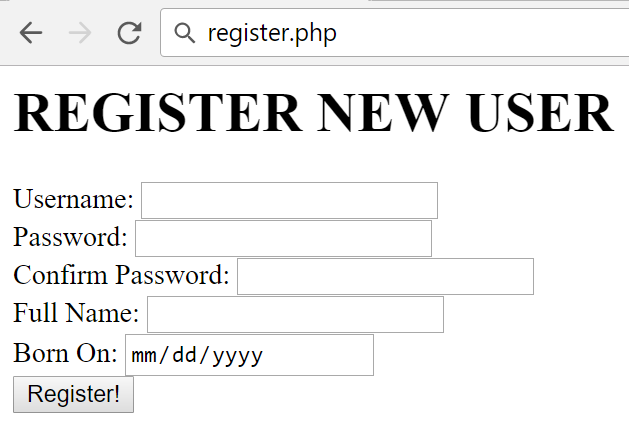 register.php
REGISTER NEW USER
Username:
Password:
Confirm Password:
Full Name:
Born On: mm/dd/yyyy
Register!